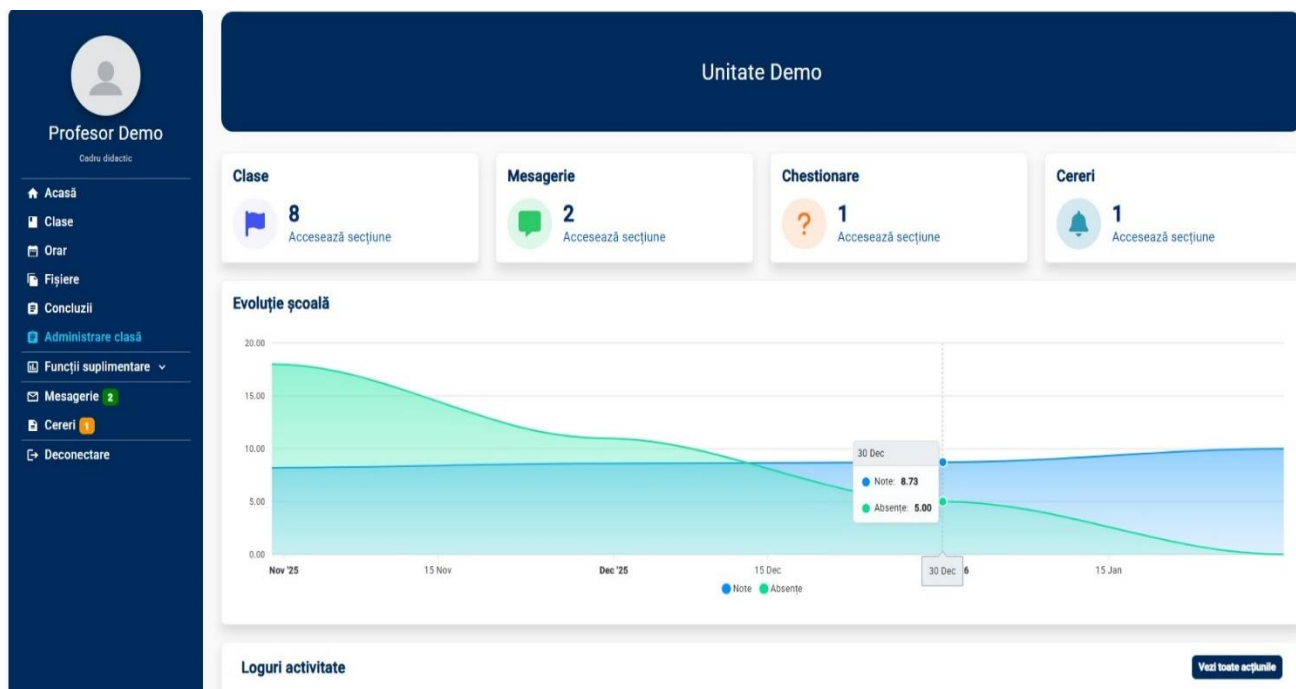 Profesor Demo
Cadru didactic
Acasă
Clase
Orar
Fișiere
Concluzii
Administrare clasă
Funcții suplimentare
Mesagerie 2
Cereri 1
Deconectare
Unitate Demo
Clase
8
Accesează secțiune
Mesagerie
2
Accesează secțiune
Chestionare
?
1
Accesează secțiune
Cereri
1
Accesează secțiune
Evoluție școală
20.00
15.00
10.00
5.00
0.00
30 Dec
Note: 8.73
Absențe: 5.00
Nov '25
15 Nov
Dec '25
15 Dec
30 Dec
6
15 Jan
Note
Absențe
Loguri activitate
Vezi toate acțiunile